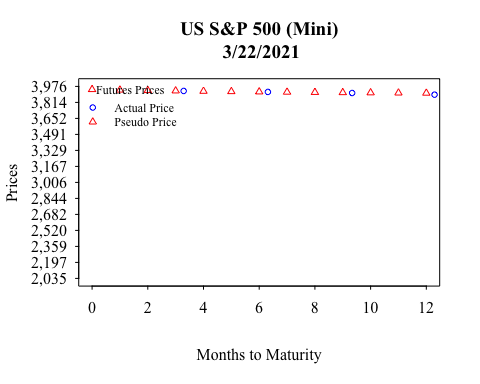 US S&P 500 (Mini)
3/22/2021
Prices
3,976
3,814
3,652
3,491
3,329
3,167
3,006
2,844
2,682
2,520
2,359
2,197
2,035
Futures Prices
Actual Price
Pseudo Price
0 2 4 6 8 10 12
Months to Maturity